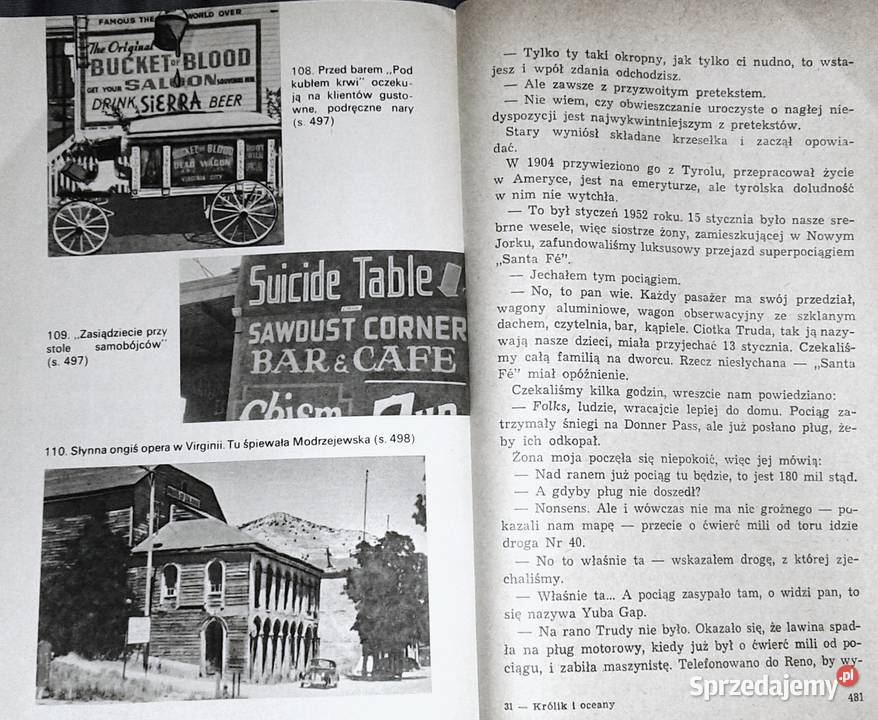 FAMOUS THE WORLD OVER
The Original
BUCKET OF BLOOD
GET YOUR SALOON SOUVENIRS HERE
DRINK SIERRA BEER
BUCKET OF BLOOD
DEAD WAGON
VIRGINIA CITY
108. Przed barem „Pod
kubłem krwi" oczeku-
ją na klientów gusto-
wne, podręczne nary
(s. 497)
Suicide Table
SAWDUST CORNER
BAR & CAFE
109. „Zasiądziecie przy
stole samobójców"
(s. 497)
110. Słynna ongiś opera w Virginii. Tu śpiewała Modrzejewska (s. 498)
— Tylko ty taki okropny, jak tylko ci nudno, to wsta-
jesz i wpół zdania odchodzisz.
— Ale zawsze z przyzwoitym pretekstem.
— Nie wiem, czy obwieszczanie uroczyste o nagłej nie-
dyspozycji jest najwykwintniejszym z pretekstów.
Stary wyniósł składane krzesełka i zaczął opowia-
dać.
W 1904 przywieziono go z Tyrolu, przepracował życie
w Ameryce, jest na emeryturze, ale tyrolska doludność
w nim nie wytchła.
— To był styczeń 1952 roku. 15 stycznia było nasze sre-
brne wesele, więc siostrze żony, zamieszkującej w Nowym
Jorku, zafundowaliśmy luksusowy przejazd superpociągiem
„Santa Fé".
— Jechałem tym pociągiem.
— No, to pan wie. Każdy pasażer ma swój przedział,
wagony aluminiowe, wagon obserwacyjny ze szklanym
dachem, czytelnia, bar, kąpiele. Ciotka Truda, tak ją nazy-
wają nasze dzieci, miała przyjechać 13 stycznia. Czekaliś-
my całą familią na dworcu. Rzecz niesłychana — „Santa
Fé" miał opóźnienie.
Czekaliśmy kilka godzin, wreszcie nam powiedziano:
— Folks, ludzie, wracajcie lepiej do domu. Pociąg za-
trzymały śniegi na Donner Pass, ale już posłano pług, że-
by ich odkopał.
Żona moja poczęła się niepokoić, więc jej mówią:
— Nad ranem już pociąg tu będzie, to jest 180 mil stąd.
— A gdyby pług nie doszedł?
— Nonsens. Ale i wówczas nie ma nic groźnego — po-
kazali nam mapę — przecie o ćwierć mili od toru idzie
droga Nr 40.
— No to właśnie ta — wskazałem drogę, z której zje-
chaliśmy.
— Właśnie ta... A pociąg zasypało tam, o widzi pan, to
się nazywa Yuba Gap.
— Na rano Trudy nie było. Okazało się, że lawina spad-
ła na pług motorowy, kiedy już był o ćwierć mili od po-
ciągu, i zabiła maszynistę. Telefonowano do Reno, by wy-
31 — Królik i oceany
481
Sprzedajemy.pl